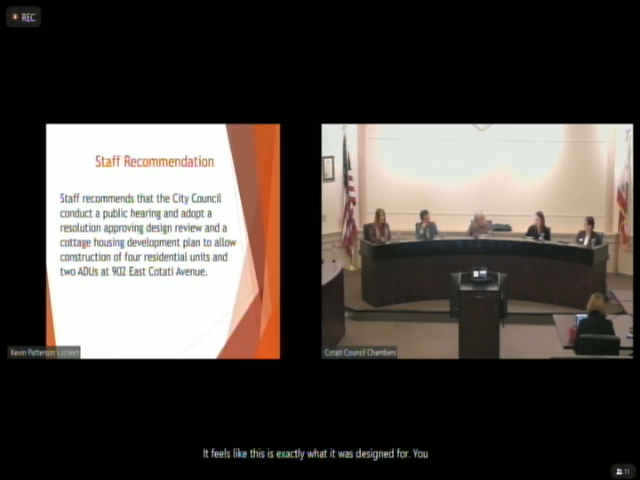 REC
Staff Recommendation
Staff recommends that the City Council
conduct a public hearing and adopt a
resolution approving design review and a
cottage housing development plan to allow
construction of four residential units and
two ADUs at 902 East Cotati Avenue.
Kevin Patterson's screen
Cotati Council Chambers
It feels like this is exactly what it was designed for. You
11